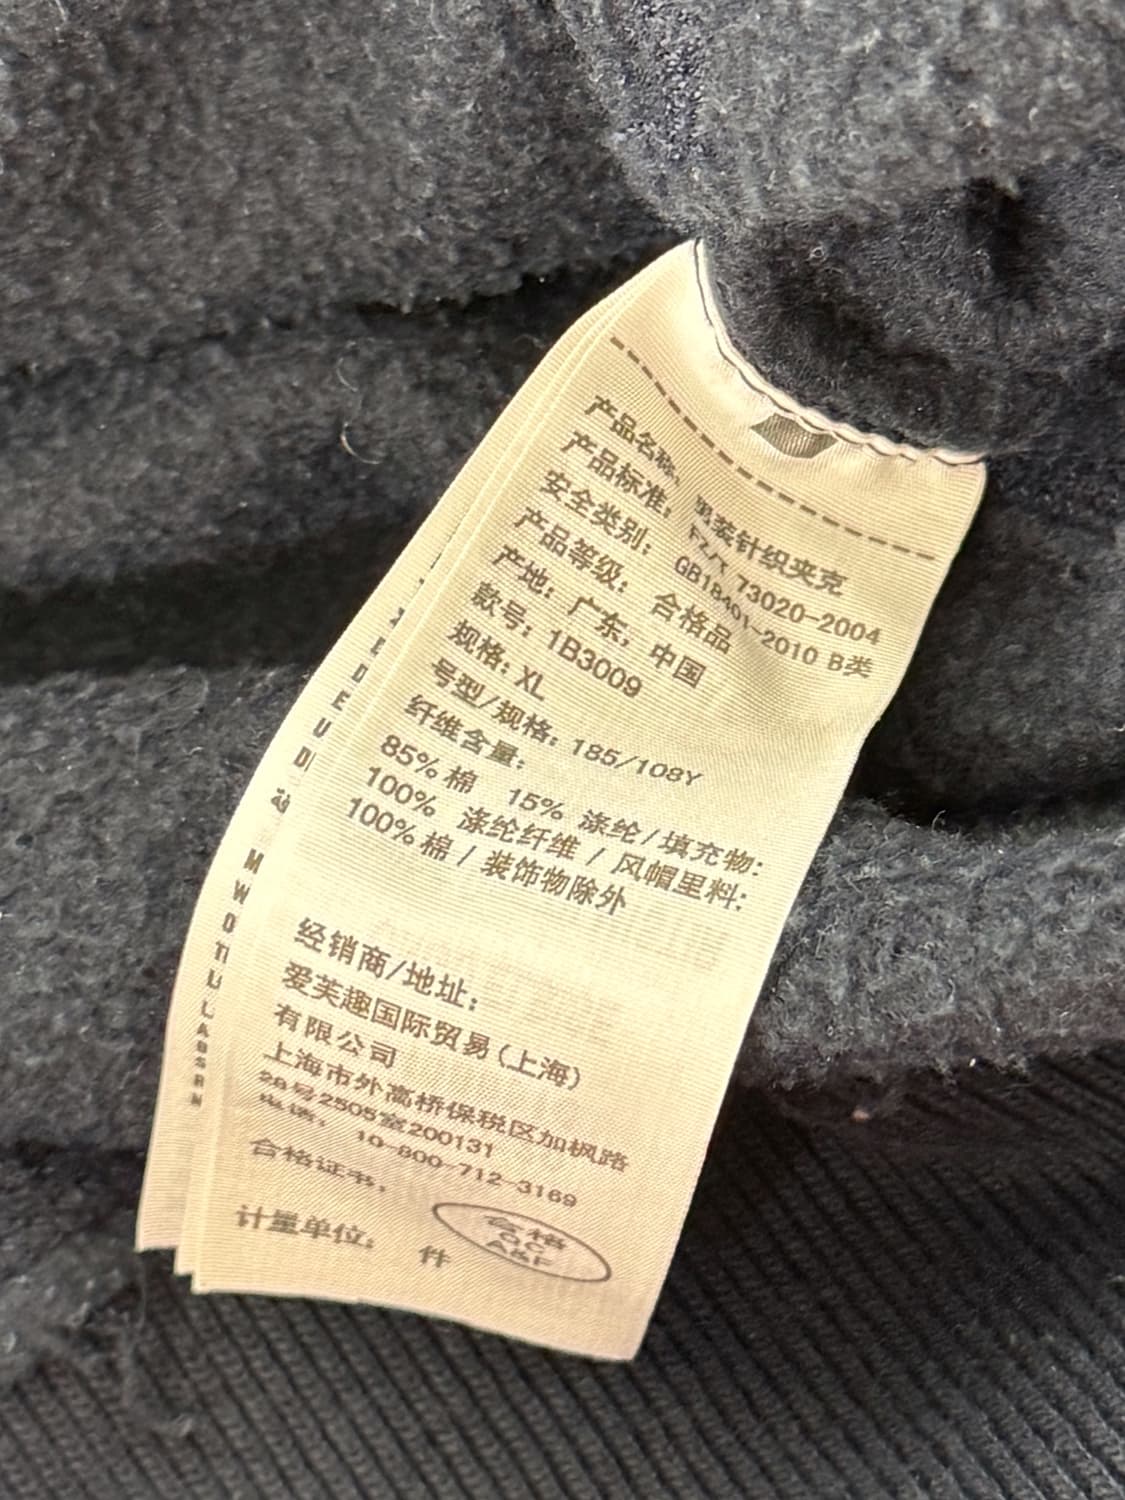 产品名称: 男装针织夹克
产品标准: FZ/T 73020-2004
安全类别: GB18401-2010 B类
产品等级: 合格品
产地: 广东, 中国
款号: 1B3009
规格: XL
号型/规格: 185/108Y
纤维含量:
85% 棉 15% 涤纶/填充物:
100% 涤纶纤维 / 风帽里料:
100% 棉 / 装饰物除外
经销商/地址:
爱芙趣国际贸易(上海)
有限公司
上海市外高桥保税区加枫路
28号2505室200131
电话: 10-800-712-3169
合格证书:
合格
QC
A&F
计量单位: 件